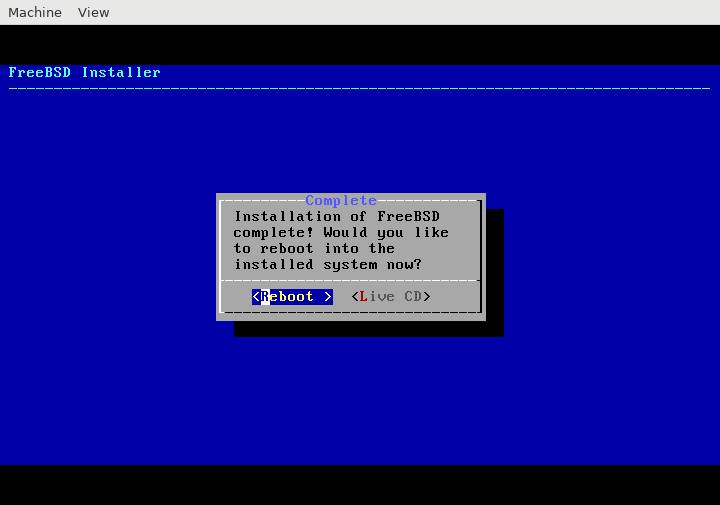 Machine View
FreeBSD Installer
Complete
Installation of FreeBSD
complete! Would you like
to reboot into the
installed system now?
<Reboot > <Live CD>